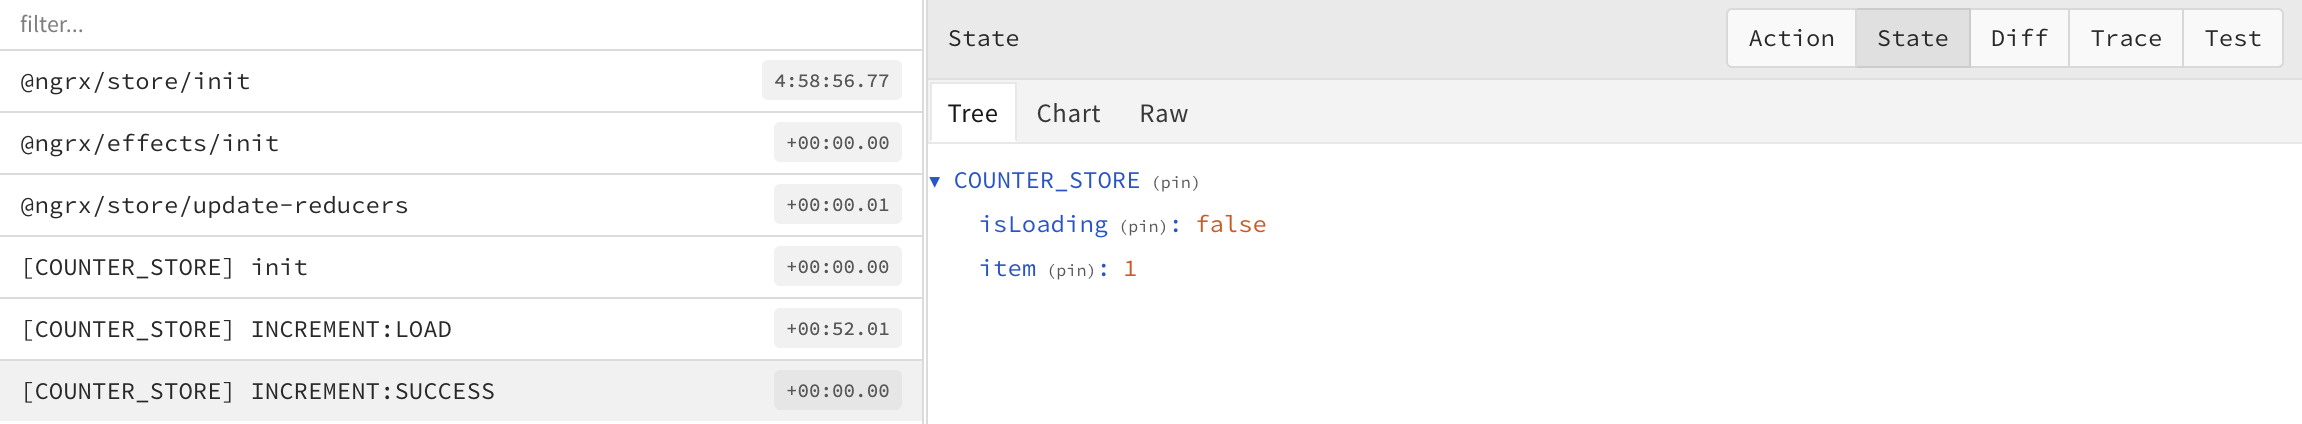 filter...
@ngrx/store/init 4:58:56.77
@ngrx/effects/init +00:00.00
@ngrx/store/update-reducers +00:00.01
[COUNTER_STORE] init +00:00.00
[COUNTER_STORE] INCREMENT:LOAD +00:52.01
[COUNTER_STORE] INCREMENT:SUCCESS +00:00.00
State Action State Diff Trace Test
Tree Chart Raw
▼ COUNTER_STORE (pin)
isLoading (pin): false
item (pin): 1